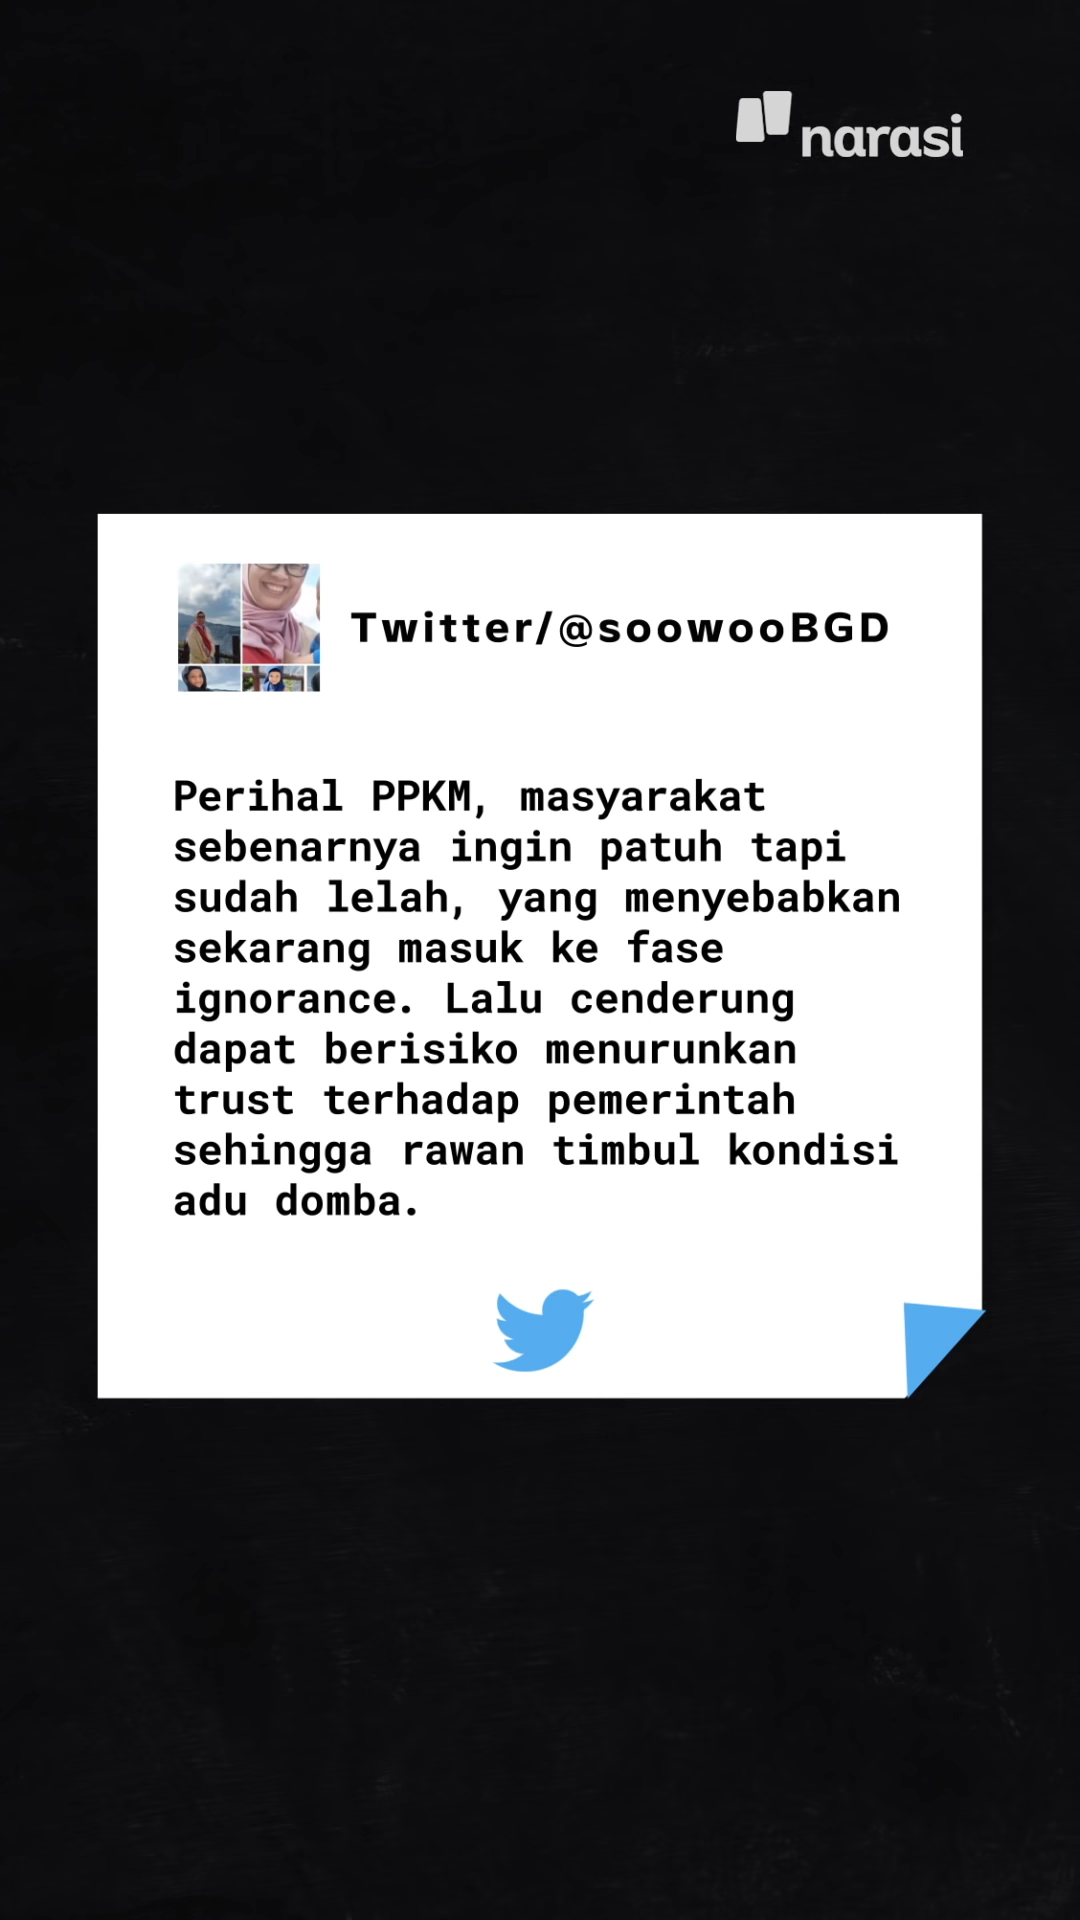 narasi
Twitter/@soowooBGD
Perihal PPKM, masyarakat
sebenarnya ingin patuh tapi
sudah lelah, yang menyebabkan
sekarang masuk ke fase
ignorance. Lalu cenderung
dapat berisiko menurunkan
trust terhadap pemerintah
sehingga rawan timbul kondisi
adu domba.